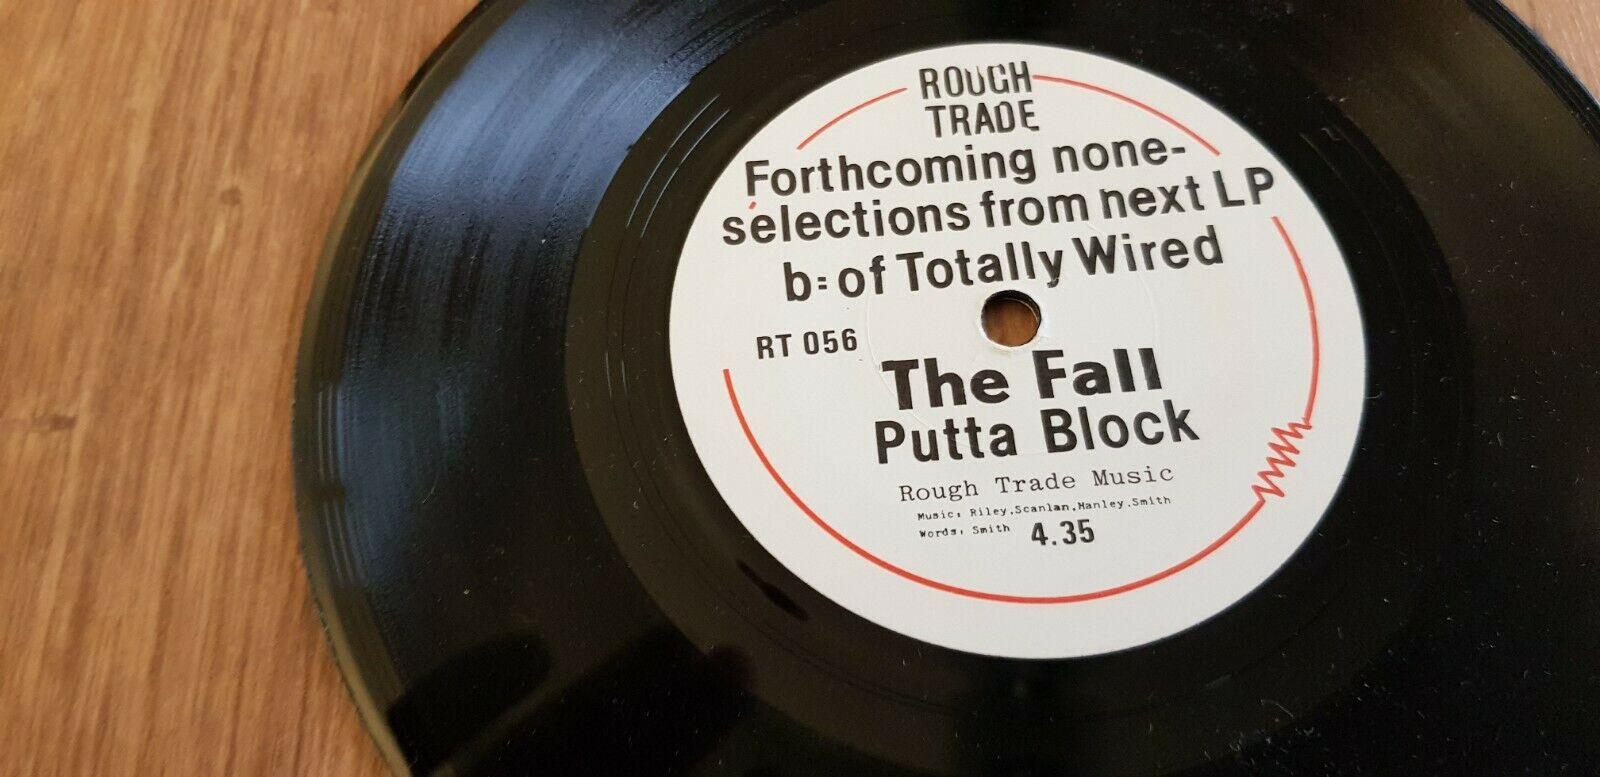 ROUGH
TRADE
Forthcoming none-
selections from next LP
b: of Totally Wired
RT 056
The Fall
Putta Block
Rough Trade Music
Music: Riley,Scanlan,Hanley,Smith
Words: Smith 4.35